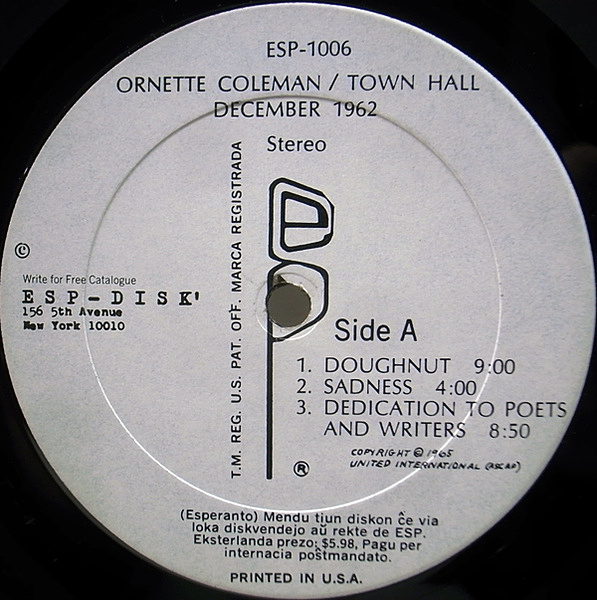 ESP-1006
ORNETTE COLEMAN / TOWN HALL
DECEMBER 1962
Stereo
T.M. REG. U.S. PAT. OFF. MARCA REGISTRADA
©
Write for Free Catalogue
ESP-DISK'
156 5th Avenue
New York 10010
Side A
1. DOUGHNUT 9:00
2. SADNESS 4:00
3. DEDICATION TO POETS
AND WRITERS 8:50
COPYRIGHT © 1965
UNITED INTERNATIONAL (ASCAP)
®
(Esperanto) Mendu tiun diskon ĉe via
loka diskvendejo aŭ rekte de ESP.
Eksterlanda prezo: $5.98, Pagu per
internacia poŝtmandato.
PRINTED IN U.S.A.